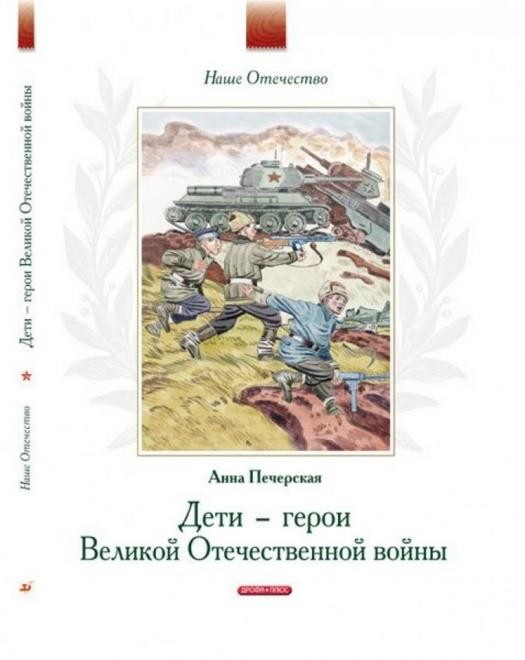 Наше Отечество
Анна Печерская
Дети – герои
Великой Отечественной войны
ДРОФА ПЛЮС
Дети – герои Великой Отечественной войны
Наше Отечество